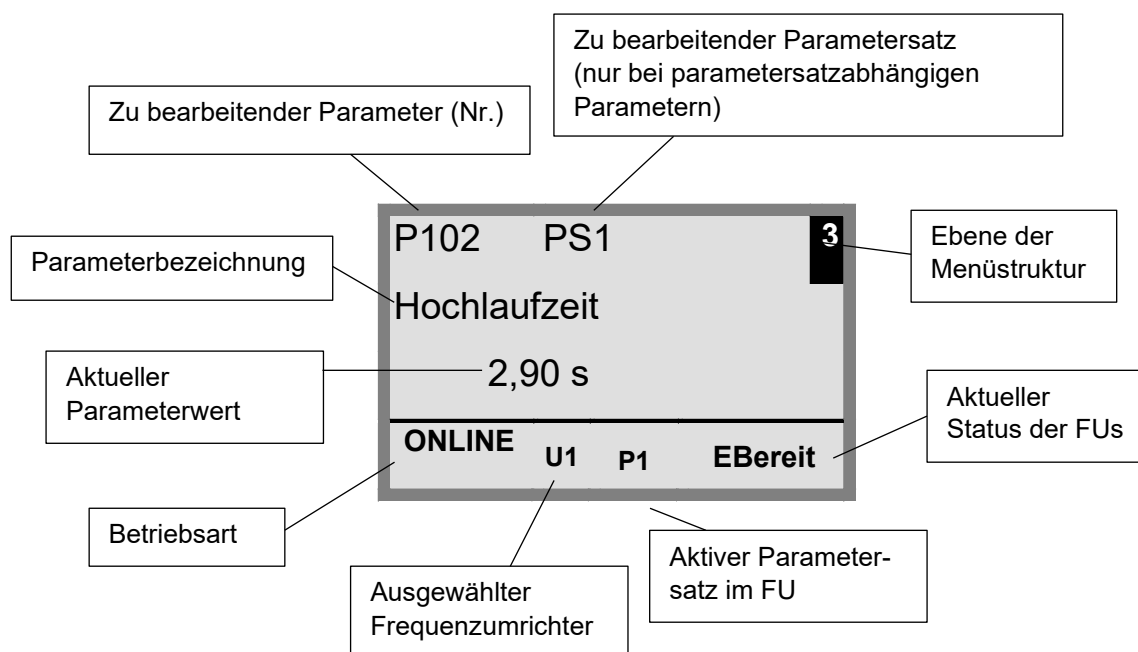 Zu bearbeitender Parametersatz
(nur bei parametersatzabhängigen
Parametern)
Zu bearbeitender Parameter (Nr.)
P102 PS1 3
Ebene der
Menüstruktur
Parameterbezeichnung
Hochlaufzeit
2,90 s
Aktueller
Parameterwert
Aktueller
Status der FUs
ONLINE U1 P1 EBereit
Betriebsart
Aktiver Parameter-
satz im FU
Ausgewählter
Frequenzumrichter